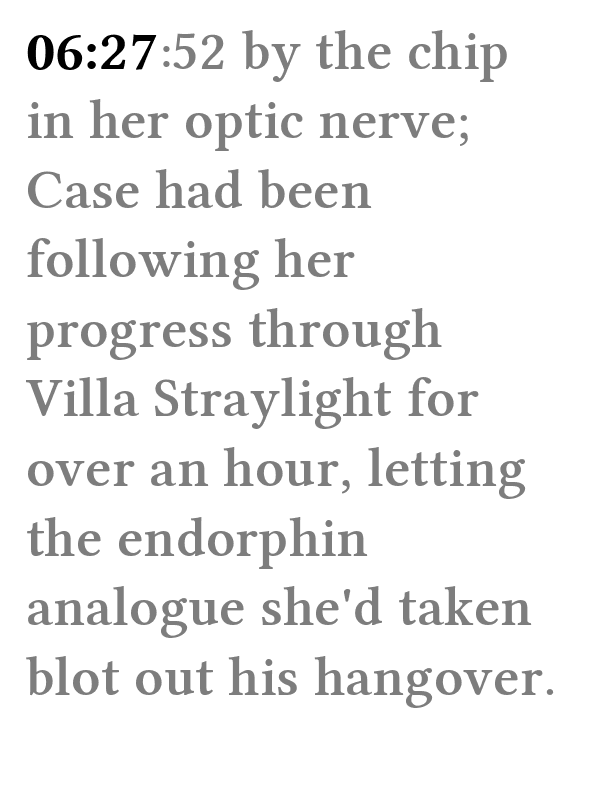 06:27:52 by the chip
in her optic nerve;
Case had been
following her
progress through
Villa Straylight for
over an hour, letting
the endorphin
analogue she'd taken
blot out his hangover.